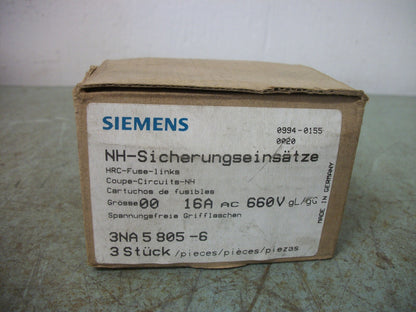 SIEMENS
0994-0155
0020
NH-Sicherungseinsätze
HRC-Fuse-links
Coupe-Circuits-NH
Cartuchos de fusibles
Grösse 00 16A AC 660V gL/gG
Spannungsfreie Grifflaschen
3NA5 805-6
3 Stück /pieces/pièces/piezas
MADE IN GERMANY